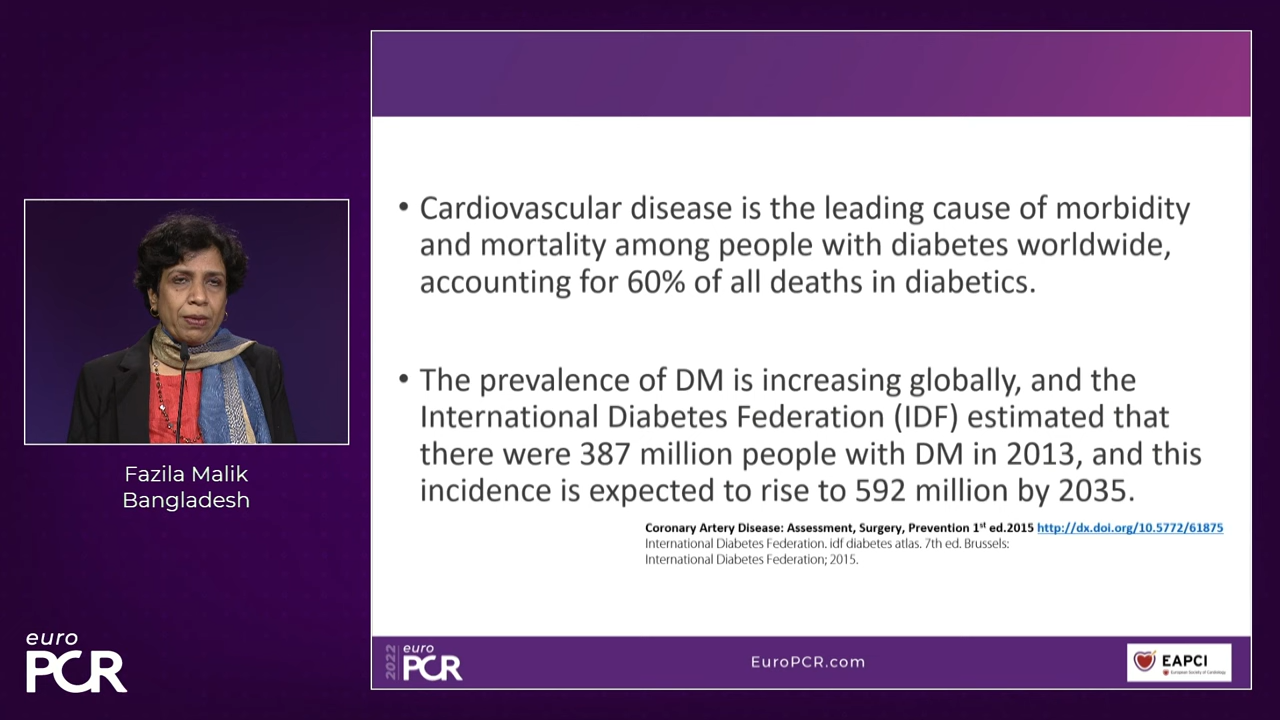 • Cardiovascular disease is the leading cause of morbidity
and mortality among people with diabetes worldwide,
accounting for 60% of all deaths in diabetics.
• The prevalence of DM is increasing globally, and the
International Diabetes Federation (IDF) estimated that
there were 387 million people with DM in 2013, and this
incidence is expected to rise to 592 million by 2035.
Coronary Artery Disease: Assessment, Surgery, Prevention 1st ed.2015 http://dx.doi.org/10.5772/61875
International Diabetes Federation. idf diabetes atlas. 7th ed. Brussels:
International Diabetes Federation; 2015.
Fazila Malik
Bangladesh
euro
PCR
2022
euro
PCR
EuroPCR.com
EAPCI
European Society of Cardiology